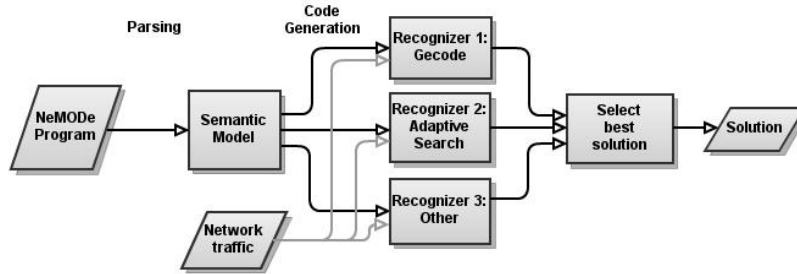 Parsing
Code
Generation
NeMODe
Program
Semantic
Model
Recognizer 1:
Gecode
Recognizer 2:
Adaptive
Search
Recognizer 3:
Other
Select
best
solution
Solution
Network
traffic